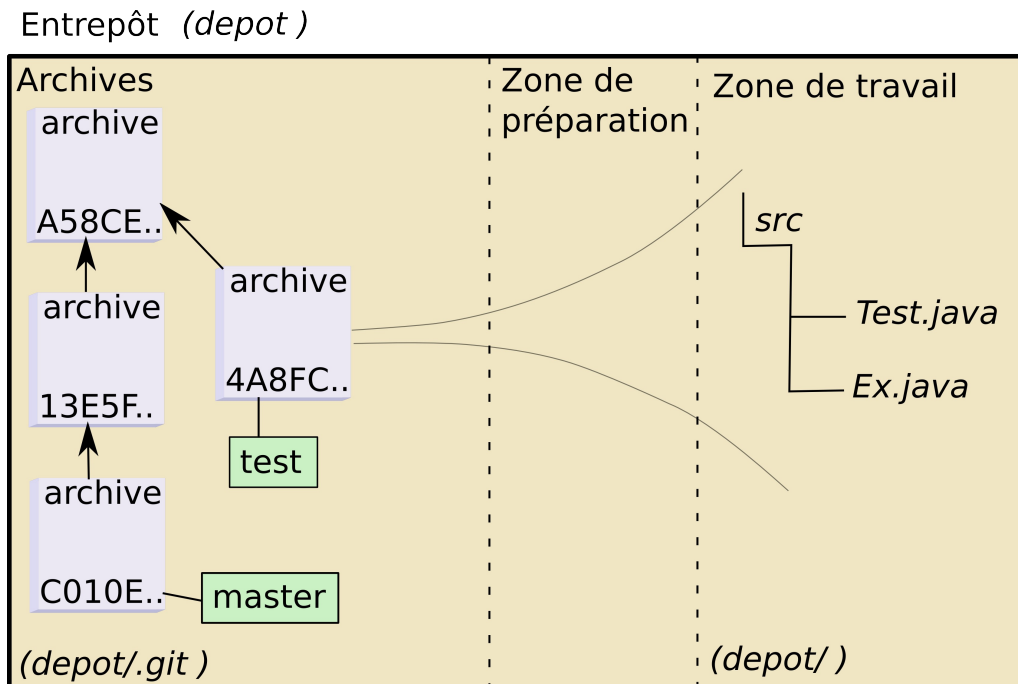 Entrepôt (depot )
Archives
Zone de
préparation
Zone de travail
archive
A58CE..
archive
13E5F..
archive
C010E..
archive
4A8FC..
test
master
src
Test.java
Ex.java
(depot/.git )
(depot/ )